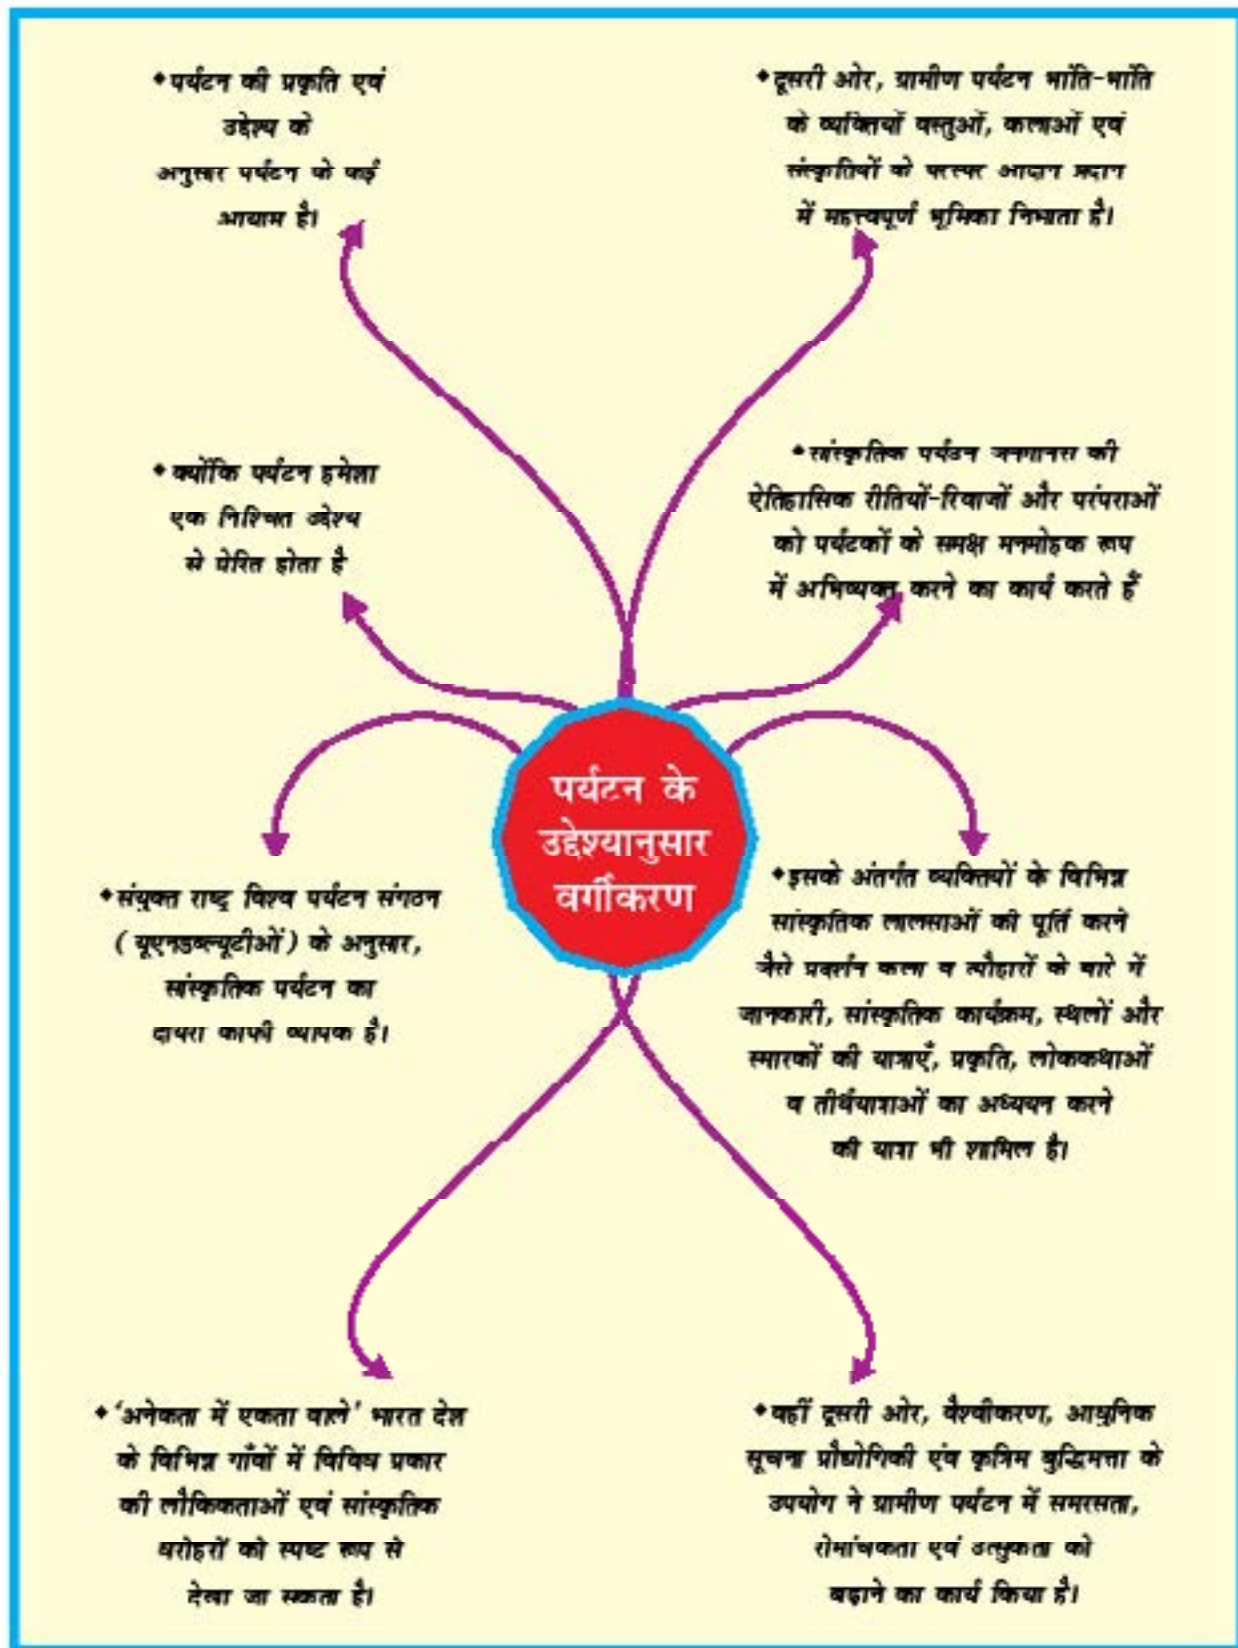 ◆पर्यटन की प्रकृति एवं
उद्देश्य के
अनुसार पर्यटन के कई
आयाम है।
◆दूसरी ओर, ग्रामीण पर्यटन भांति-भांति
के व्यक्तियों वस्तुओं, कलाओं एवं
संस्कृतियों के परस्पर आदान प्रदान
में महत्त्वपूर्ण भूमिका निभाता है।
◆क्योंकि पर्यटन हमेशा
एक निश्चित उद्देश्य
से प्रेरित होता है
◆सांस्कृतिक पर्यटन जनमानस की
ऐतिहासिक रीतियों-रिवाजों और परंपराओं
को पर्यटकों के समक्ष मनमोहक रूप
में अभिव्यक्त करने का कार्य करते हैं
पर्यटन के
उद्देश्यानुसार
वर्गीकरण
◆संयुक्त राष्ट्र विश्व पर्यटन संगठन
(यूएनडब्ल्यूटीओं) के अनुसार,
सांस्कृतिक पर्यटन का
दायरा काफी व्यापक है।
◆इसके अंतर्गत व्यक्तियों के विभिन्न
सांस्कृतिक लालसाओं की पूर्ति करने
जैसे प्रदर्शन कला व त्यौहारों के बारे में
जानकारी, सांस्कृतिक कार्यक्रम, स्थलों और
स्मारकों की यात्राएँ, प्रकृति, लोककथाओं
व तीर्थयात्राओं का अध्ययन करने
की यात्रा भी शामिल है।
◆'अनेकता में एकता वाले' भारत देश
के विभिन्न गाँवों में विविध प्रकार
की लौकिकताओं एवं सांस्कृतिक
धरोहरों को स्पष्ट रूप से
देखा जा सकता है।
◆वहीं दूसरी ओर, वैश्वीकरण, आधुनिक
सूचना प्रौद्योगिकी एंव कृत्रिम बुद्धिमत्ता के
उपयोग ने ग्रामीण पर्यटन में समरसता,
रोमांचकता एवं उत्सुकता को
बढ़ाने का कार्य किया है।